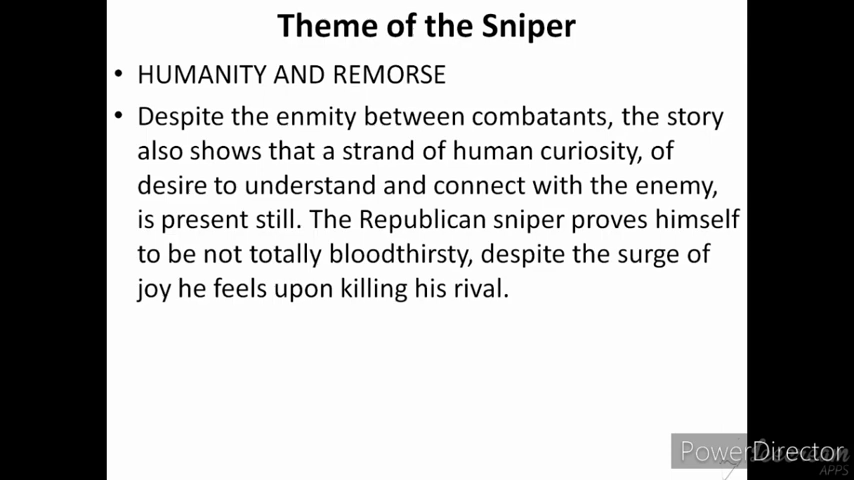 Theme of the Sniper
• HUMANITY AND REMORSE
• Despite the enmity between combatants, the story
also shows that a strand of human curiosity, of
desire to understand and connect with the enemy,
is present still. The Republican sniper proves himself
to be not totally bloodthirsty, despite the surge of
joy he feels upon killing his rival.
PowerDirector
APPS